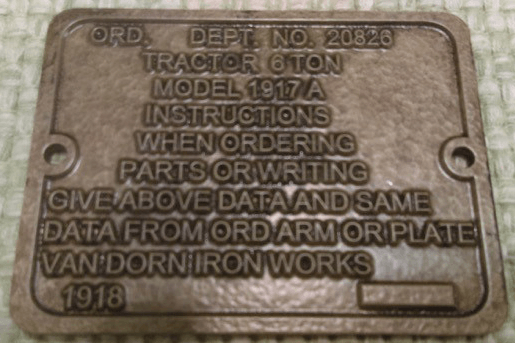 ORD. DEPT. NO. 20826
TRACTOR 6 TON
MODEL 1917/A
INSTRUCTIONS
WHEN ORDERING
PARTS OR WRITING
GIVE ABOVE DATA AND SAME
DATA FROM ORD ARM OR PLATE
VAN DORN IRON WORKS
1918